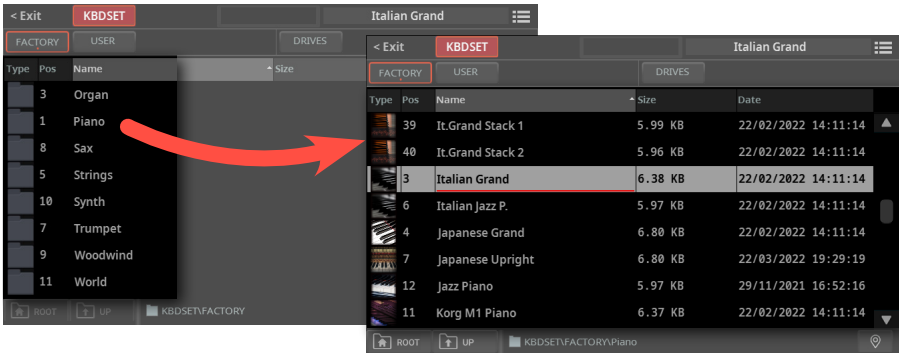 < Exit KBDSET Italian Grand
FACTORY USER DRIVES
Type Pos Name Size
3 Organ
1 Piano
8 Sax
5 Strings
10 Synth
7 Trumpet
9 Woodwind
11 World
ROOT UP KBDSET\FACTORY
< Exit KBDSET Italian Grand
FACTORY USER DRIVES
Type Pos Name Size Date
39 It.Grand Stack 1 5.99 KB 22/02/2022 14:11:14
40 It.Grand Stack 2 5.96 KB 22/02/2022 14:11:14
3 Italian Grand 6.38 KB 22/02/2022 14:11:14
6 Italian Jazz P. 5.97 KB 22/02/2022 14:11:14
4 Japanese Grand 6.80 KB 22/02/2022 14:11:14
7 Japanese Upright 6.80 KB 22/03/2022 19:29:19
12 Jazz Piano 5.97 KB 29/11/2021 16:52:16
11 Korg M1 Piano 6.37 KB 22/02/2022 14:11:14
ROOT UP KBDSET\FACTORY\Piano